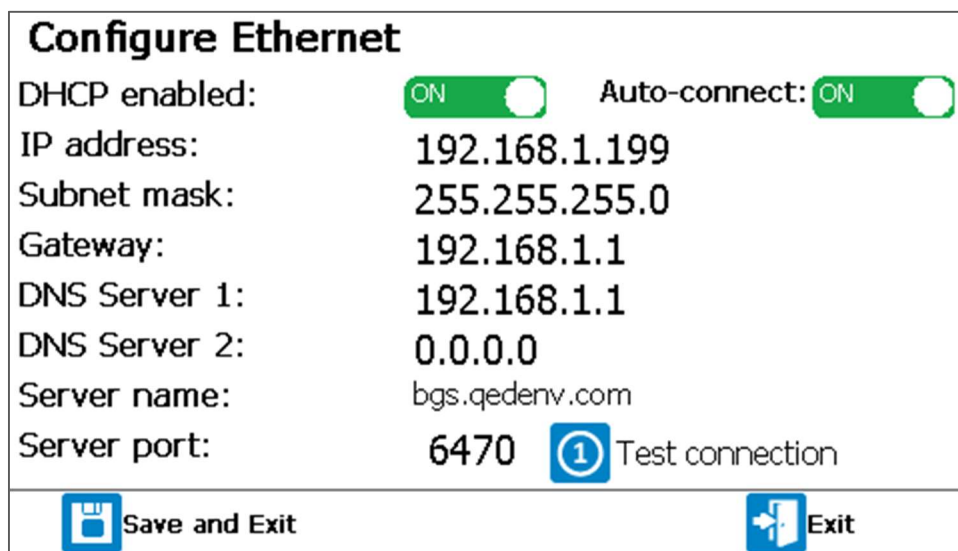 Configure Ethernet
DHCP enabled: ON Auto-connect: ON
IP address: 192.168.1.199
Subnet mask: 255.255.255.0
Gateway: 192.168.1.1
DNS Server 1: 192.168.1.1
DNS Server 2: 0.0.0.0
Server name: bgs.qedenv.com
Server port: 6470 1 Test connection
Save and Exit Exit